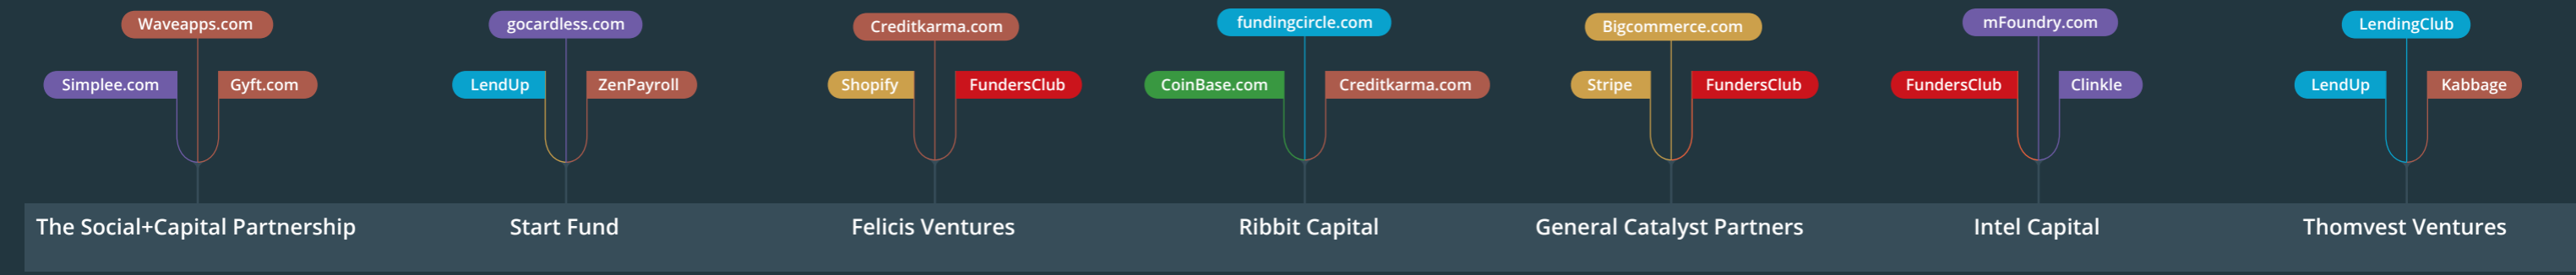 Waveapps.com
Simplee.com
Gyft.com
The Social+Capital Partnership
gocardless.com
LendUp
ZenPayroll
Start Fund
Creditkarma.com
Shopify
FundersClub
Felicis Ventures
fundingcircle.com
CoinBase.com
Creditkarma.com
Ribbit Capital
Bigcommerce.com
Stripe
FundersClub
General Catalyst Partners
mFoundry.com
FundersClub
Clinkle
Intel Capital
LendingClub
LendUp
Kabbage
Thomvest Ventures